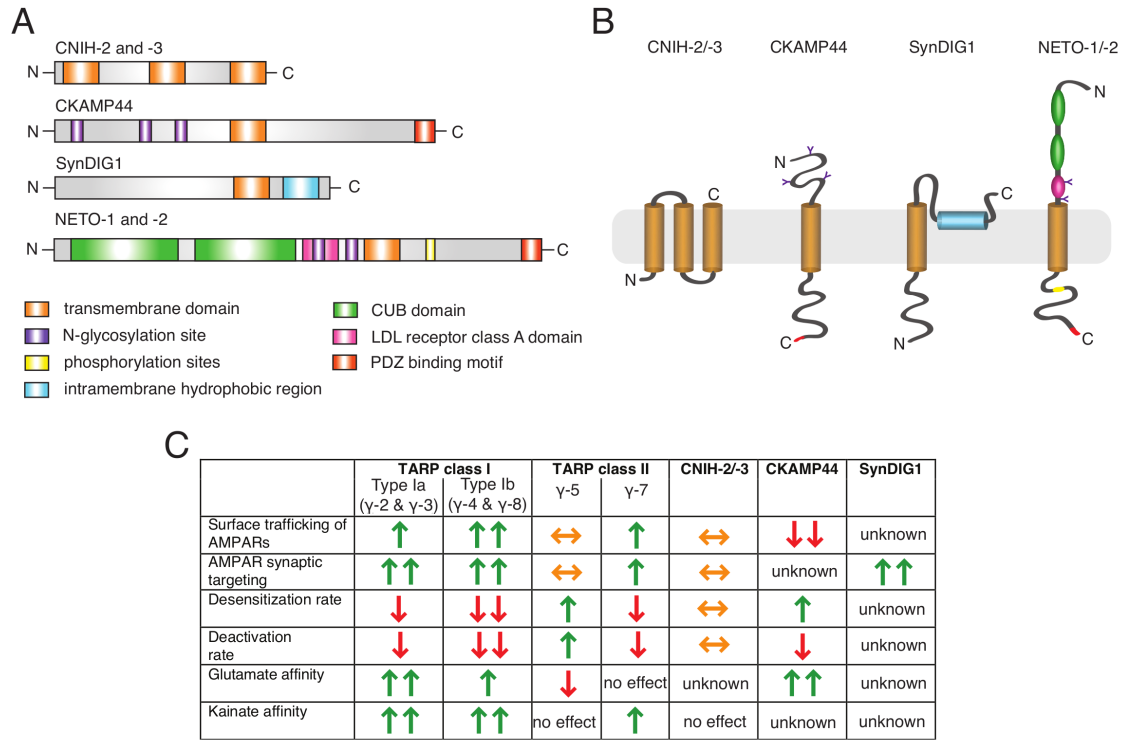 A
CNIH-2 and -3
N
C
CKAMP44
N
C
SynDIG1
N
C
NETO-1 and -2
N
C
transmembrane domain
N-glycosylation site
phosphorylation sites
intramembrane hydrophobic region
CUB domain
LDL receptor class A domain
PDZ binding motif
B
CNIH-2/-3
CKAMP44
SynDIG1
NETO-1/-2
N
C
N
C
N
C
N
C
C
TARP class I
TARP class II
CNIH-2/-3
CKAMP44
SynDIG1
Type Ia
(γ-2 & γ-3)
Type Ib
(γ-4 & γ-8)
γ-5
γ-7
Surface trafficking of
AMPARs
↑
↑↑
↔
↑
↔
↓↓
unknown
AMPAR synaptic
targeting
↑↑
↑↑
↔
↑
↔
unknown
↑↑
Desensitization rate
↓
↓↓
↑
↓
↔
↑
unknown
Deactivation
rate
↓
↓↓
↑
↓
↔
↓
unknown
Glutamate affinity
↑↑
↑
↓
no effect
unknown
↑↑
unknown
Kainate affinity
↑↑
↑↑
no effect
↑
no effect
unknown
unknown